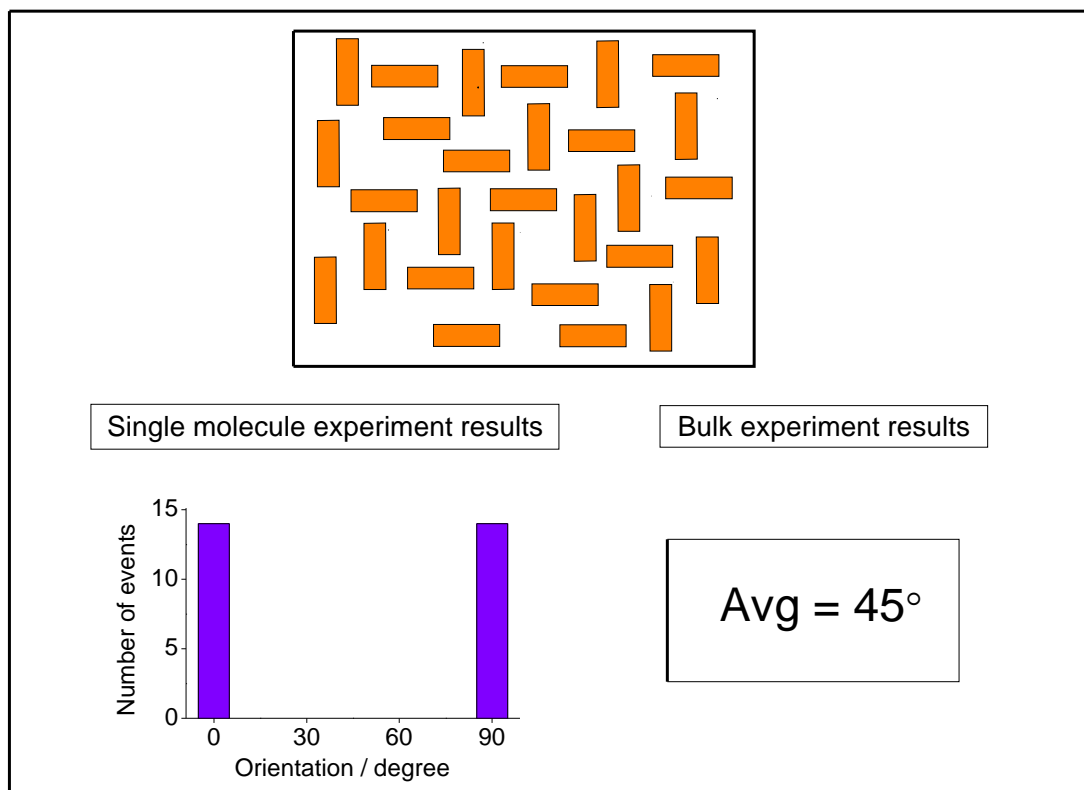 Single molecule experiment results
Bulk experiment results
15
10
5
0
Number of events
0 30 60 90
Orientation / degree
Avg = 45°